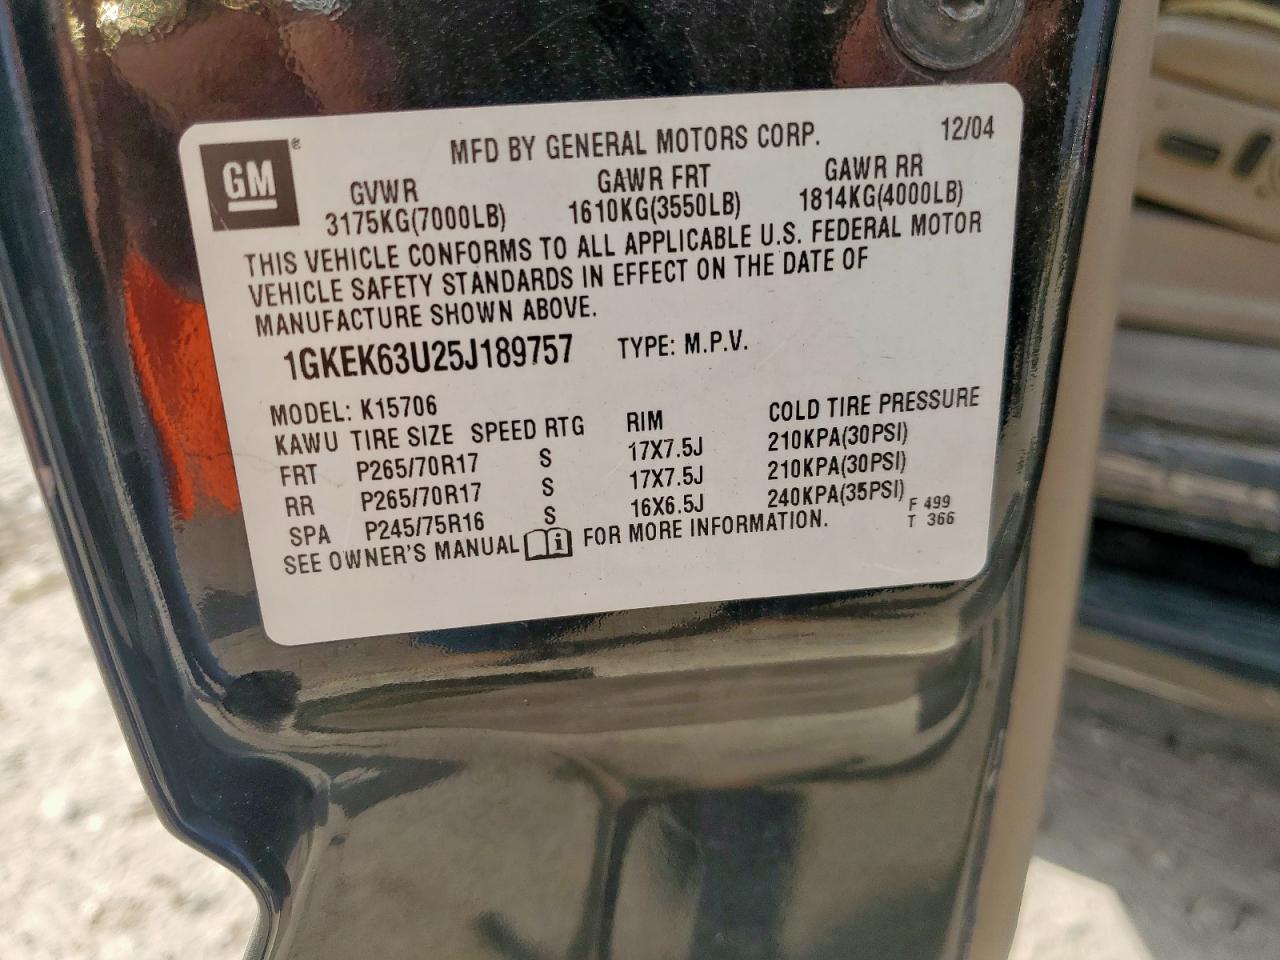 GM®
MFD BY GENERAL MOTORS CORP. 12/04
GVWR GAWR FRT GAWR RR
3175KG(7000LB) 1610KG(3550LB) 1814KG(4000LB)
THIS VEHICLE CONFORMS TO ALL APPLICABLE U.S. FEDERAL MOTOR
VEHICLE SAFETY STANDARDS IN EFFECT ON THE DATE OF
MANUFACTURE SHOWN ABOVE.
1GKEK63U25J189757 TYPE: M.P.V.
MODEL: K15706
KAWU TIRE SIZE SPEED RTG RIM COLD TIRE PRESSURE
FRT P265/70R17 S 17X7.5J 210KPA(30PSI)
RR P265/70R17 S 17X7.5J 210KPA(30PSI)
SPA P245/75R16 S 16X6.5J 240KPA(35PSI)
F 499
T 366
SEE OWNER'S MANUAL i FOR MORE INFORMATION.